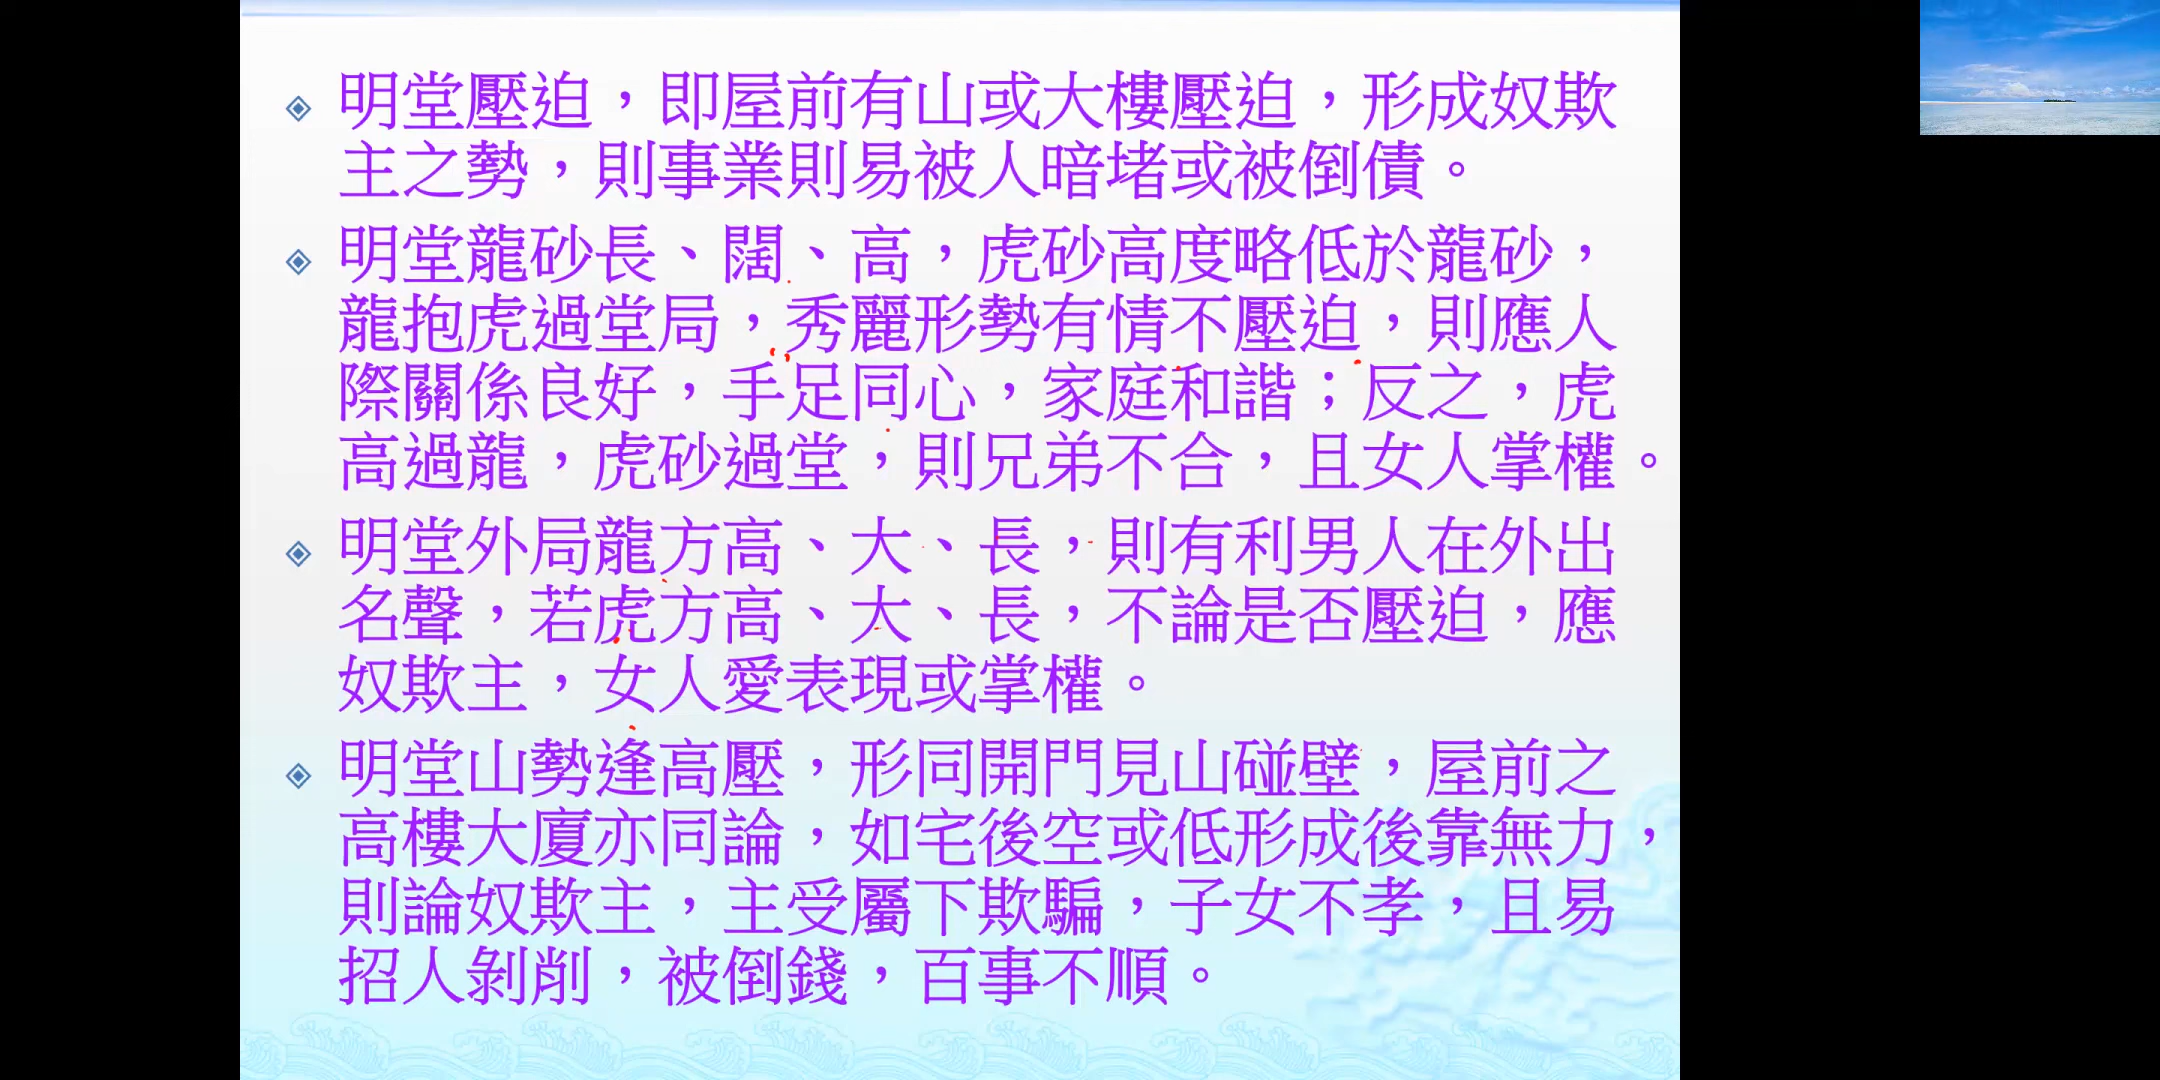 明堂壓迫，即屋前有山或大樓壓迫，形成奴欺
主之勢，則事業則易被人暗堵或被倒債。
明堂龍砂長、闊、高，虎砂高度略低於龍砂，
龍抱虎過堂局，秀麗形勢有情不壓迫，則應人
際關係良好，手足同心，家庭和諧；反之，虎
高過龍，虎砂過堂，則兄弟不合，且女人掌權。
明堂外局龍方高、大、長，則有利男人在外出
名聲，若虎方高、大、長，不論是否壓迫，應
奴欺主，女人愛表現或掌權。
明堂山勢逢高壓，形同開門見山碰壁，屋前之
高樓大廈亦同論，如宅後空或低形成後靠無力，
則論奴欺主，主受屬下欺騙，子女不孝，且易
招人剝削，被倒錢，百事不順。